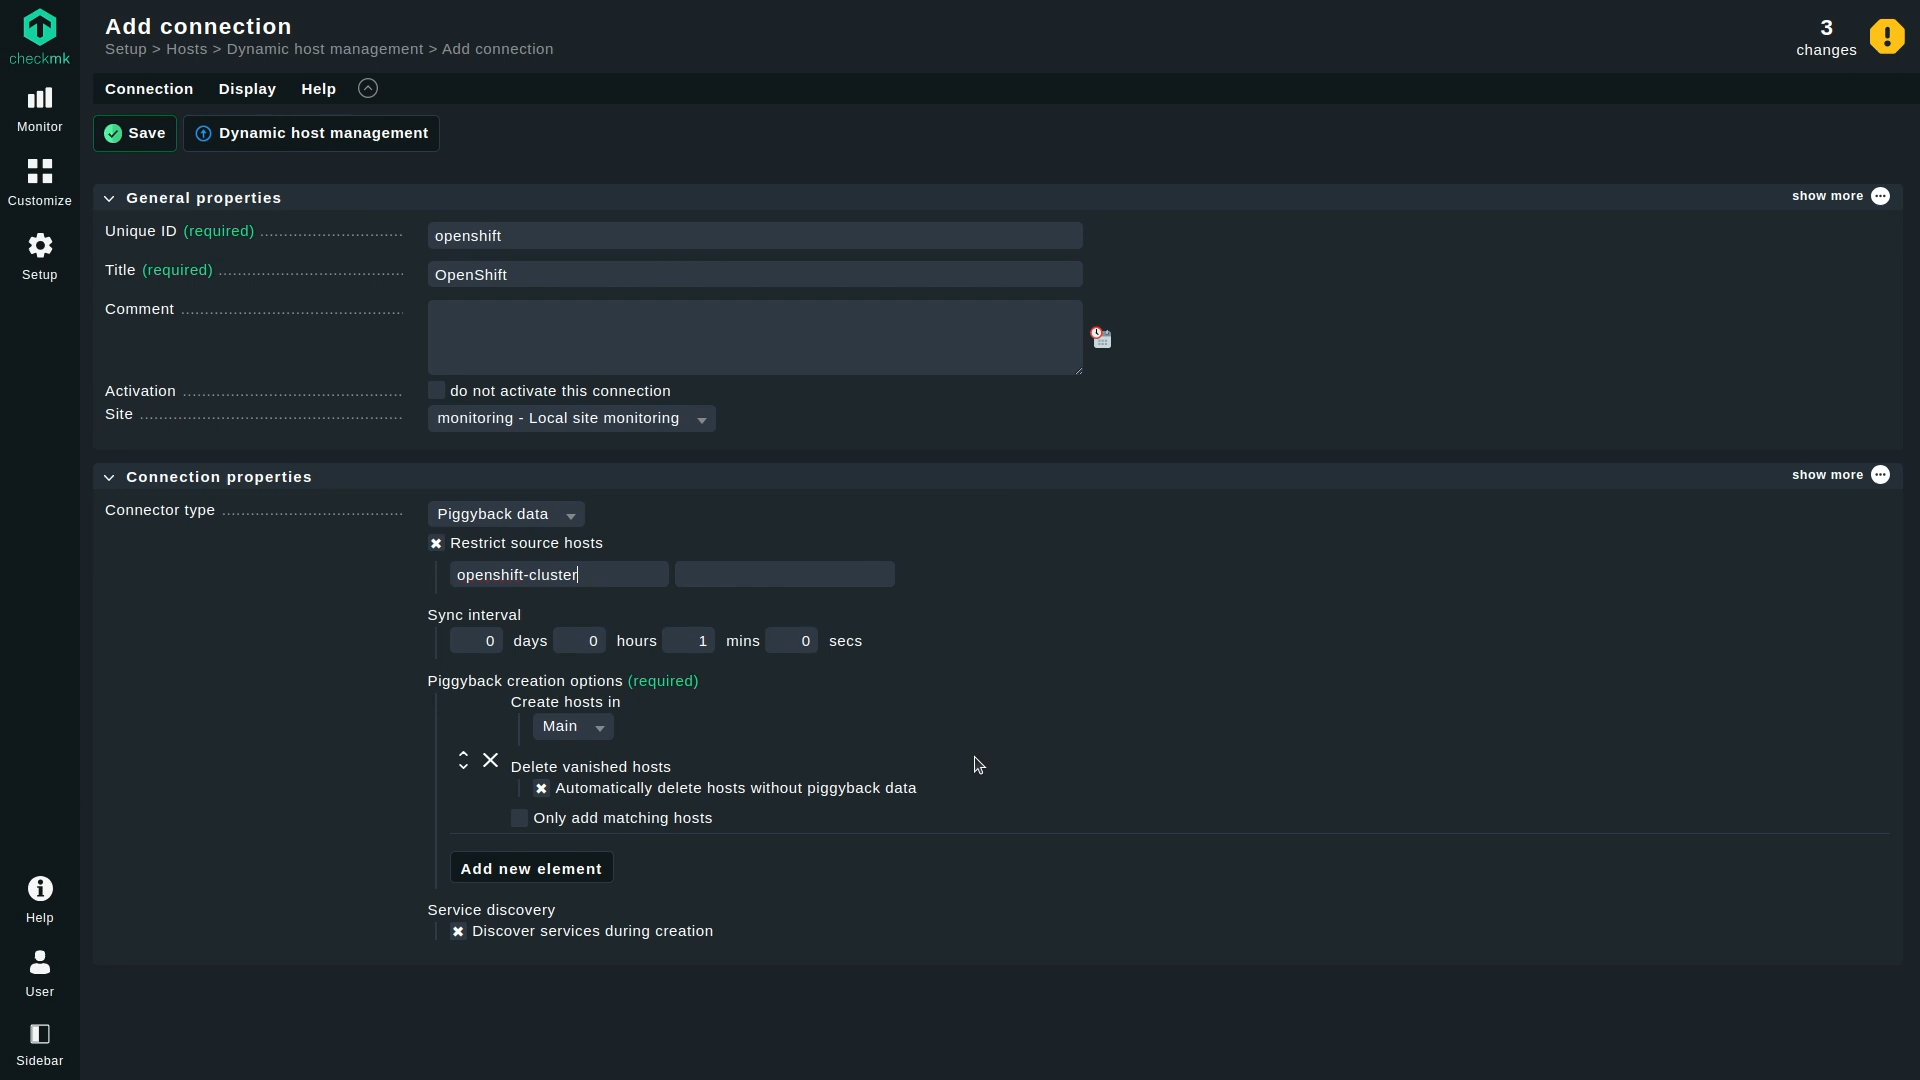 Add connection
Setup > Hosts > Dynamic host management > Add connection
3
changes
checkmk
Monitor
Customize
Setup
Help
User
Sidebar
Connection Display Help
Save Dynamic host management
General properties show more
Unique ID (required) openshift
Title (required) OpenShift
Comment
Activation do not activate this connection
Site monitoring - Local site monitoring
Connection properties show more
Connector type Piggyback data
Restrict source hosts
openshift-cluster
Sync interval
0 days 0 hours 1 mins 0 secs
Piggyback creation options (required)
Create hosts in
Main
Delete vanished hosts
Automatically delete hosts without piggyback data
Only add matching hosts
Add new element
Service discovery
Discover services during creation